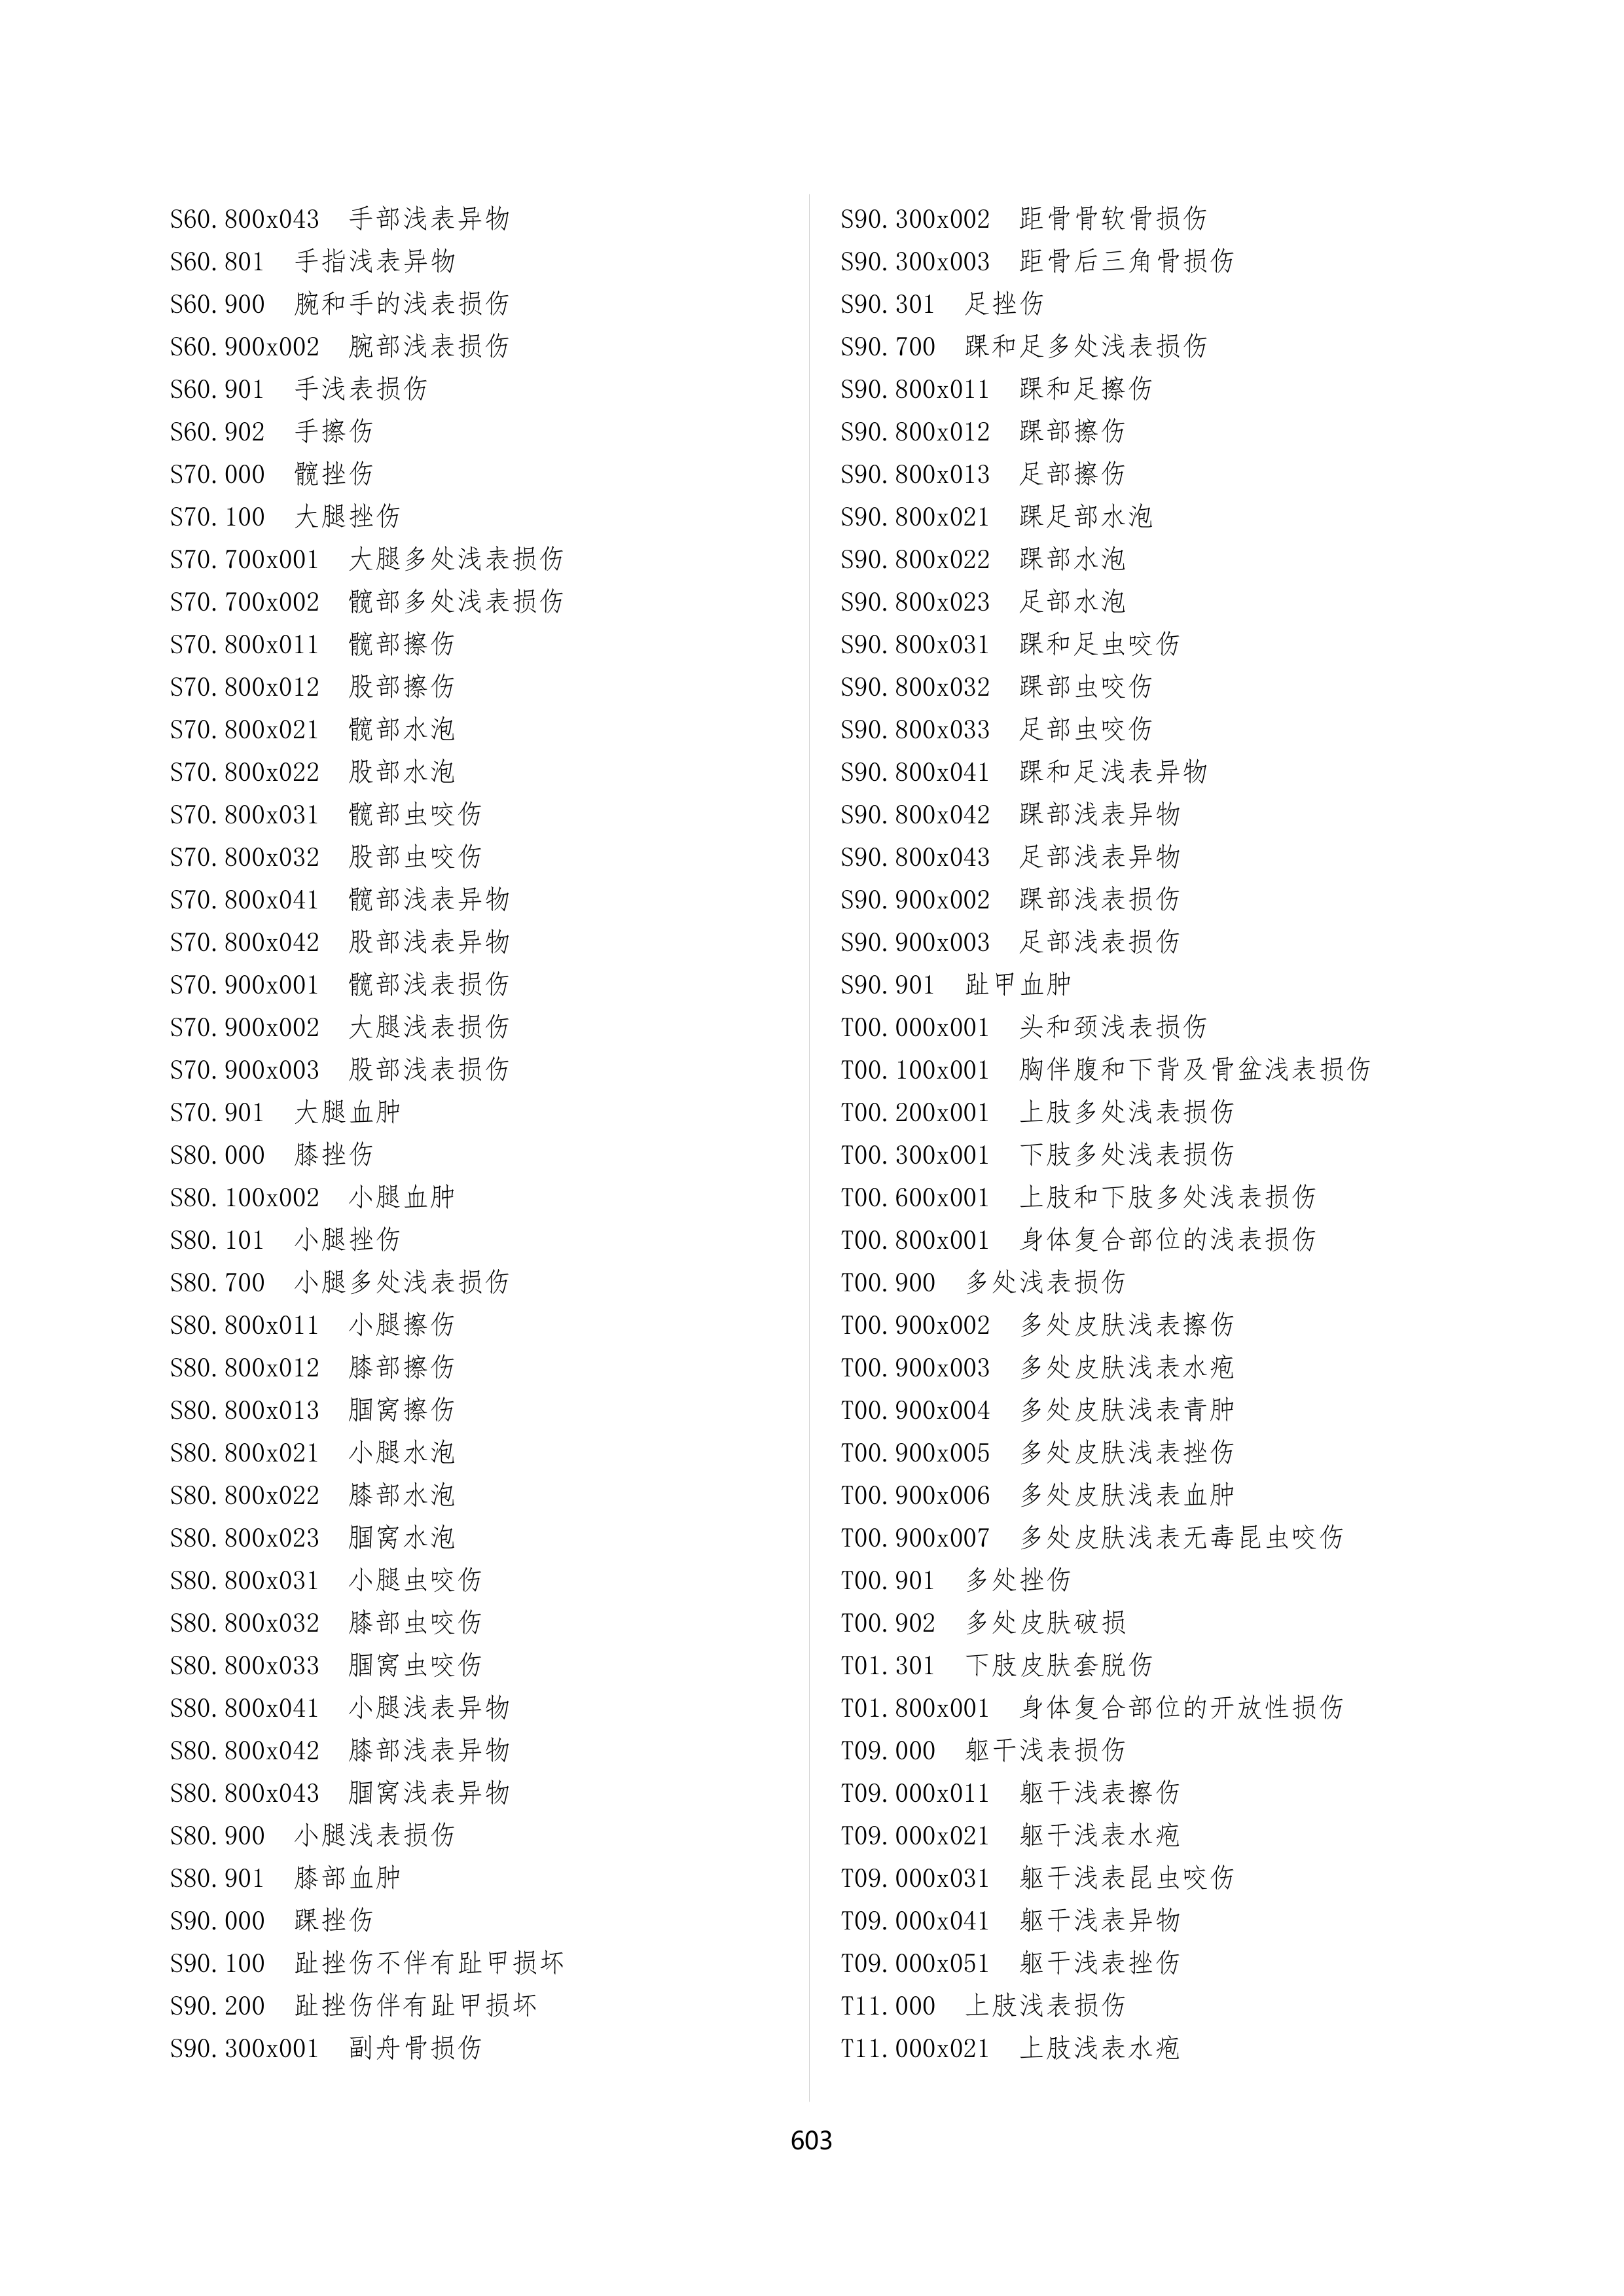 S60.800x043 手部浅表异物
S60.801 手指浅表异物
S60.900 腕和手的浅表损伤
S60.900x002 腕部浅表损伤
S60.901 手浅表损伤
S60.902 手擦伤
S70.000 髋挫伤
S70.100 大腿挫伤
S70.700x001 大腿多处浅表损伤
S70.700x002 髋部多处浅表损伤
S70.800x011 髋部擦伤
S70.800x012 股部擦伤
S70.800x021 髋部水泡
S70.800x022 股部水泡
S70.800x031 髋部虫咬伤
S70.800x032 股部虫咬伤
S70.800x041 髋部浅表异物
S70.800x042 股部浅表异物
S70.900x001 髋部浅表损伤
S70.900x002 大腿浅表损伤
S70.900x003 股部浅表损伤
S70.901 大腿血肿
S80.000 膝挫伤
S80.100x002 小腿血肿
S80.101 小腿挫伤
S80.700 小腿多处浅表损伤
S80.800x011 小腿擦伤
S80.800x012 膝部擦伤
S80.800x013 腘窝擦伤
S80.800x021 小腿水泡
S80.800x022 膝部水泡
S80.800x023 腘窝水泡
S80.800x031 小腿虫咬伤
S80.800x032 膝部虫咬伤
S80.800x033 腘窝虫咬伤
S80.800x041 小腿浅表异物
S80.800x042 膝部浅表异物
S80.800x043 腘窝浅表异物
S80.900 小腿浅表损伤
S80.901 膝部血肿
S90.000 踝挫伤
S90.100 趾挫伤不伴有趾甲损坏
S90.200 趾挫伤伴有趾甲损坏
S90.300x001 副舟骨损伤
S90.300x002 距骨骨软骨损伤
S90.300x003 距骨后三角骨损伤
S90.301 足挫伤
S90.700 踝和足多处浅表损伤
S90.800x011 踝和足擦伤
S90.800x012 踝部擦伤
S90.800x013 足部擦伤
S90.800x021 踝足部水泡
S90.800x022 踝部水泡
S90.800x023 足部水泡
S90.800x031 踝和足虫咬伤
S90.800x032 踝部虫咬伤
S90.800x033 足部虫咬伤
S90.800x041 踝和足浅表异物
S90.800x042 踝部浅表异物
S90.800x043 足部浅表异物
S90.900x002 踝部浅表损伤
S90.900x003 足部浅表损伤
S90.901 趾甲血肿
T00.000x001 头和颈浅表损伤
T00.100x001 胸伴腹和下背及骨盆浅表损伤
T00.200x001 上肢多处浅表损伤
T00.300x001 下肢多处浅表损伤
T00.600x001 上肢和下肢多处浅表损伤
T00.800x001 身体复合部位的浅表损伤
T00.900 多处浅表损伤
T00.900x002 多处皮肤浅表擦伤
T00.900x003 多处皮肤浅表水疱
T00.900x004 多处皮肤浅表青肿
T00.900x005 多处皮肤浅表挫伤
T00.900x006 多处皮肤浅表血肿
T00.900x007 多处皮肤浅表无毒昆虫咬伤
T00.901 多处挫伤
T00.902 多处皮肤破损
T01.301 下肢皮肤套脱伤
T01.800x001 身体复合部位的开放性损伤
T09.000 躯干浅表损伤
T09.000x011 躯干浅表擦伤
T09.000x021 躯干浅表水疱
T09.000x031 躯干浅表昆虫咬伤
T09.000x041 躯干浅表异物
T09.000x051 躯干浅表挫伤
T11.000 上肢浅表损伤
T11.000x021 上肢浅表水疱
603